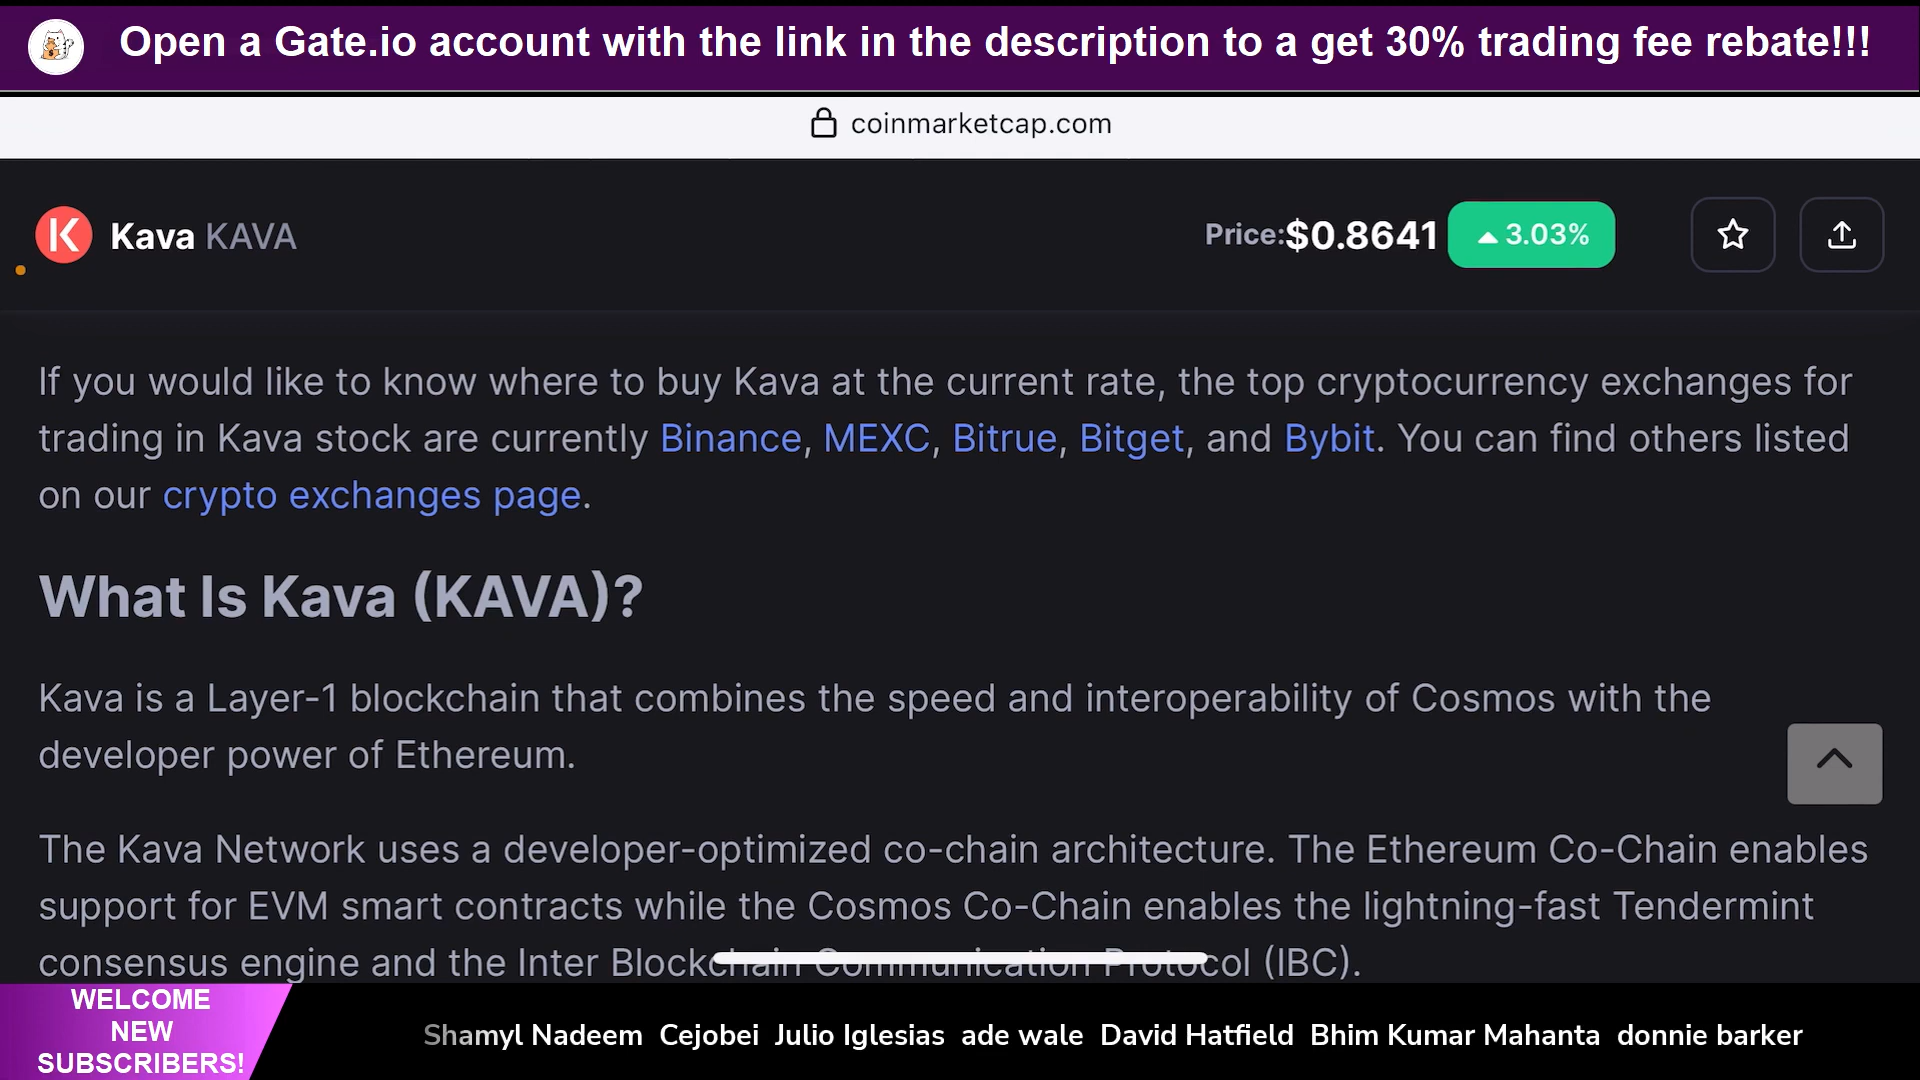 Open a Gate.io account with the link in the description to a get 30% trading fee rebate!!!
coinmarketcap.com
Kava KAVA
Price:$0.8641 3.03%
If you would like to know where to buy Kava at the current rate, the top cryptocurrency exchanges for
trading in Kava stock are currently Binance, MEXC, Bitrue, Bitget, and Bybit. You can find others listed
on our crypto exchanges page.
What Is Kava (KAVA)?
Kava is a Layer-1 blockchain that combines the speed and interoperability of Cosmos with the
developer power of Ethereum.
The Kava Network uses a developer-optimized co-chain architecture. The Ethereum Co-Chain enables
support for EVM smart contracts while the Cosmos Co-Chain enables the lightning-fast Tendermint
consensus engine and the Inter Blockchain Communication Protocol (IBC).
WELCOME
NEW
SUBSCRIBERS!
Shamyl Nadeem Cejobei Julio Iglesias ade wale David Hatfield Bhim Kumar Mahanta donnie barker